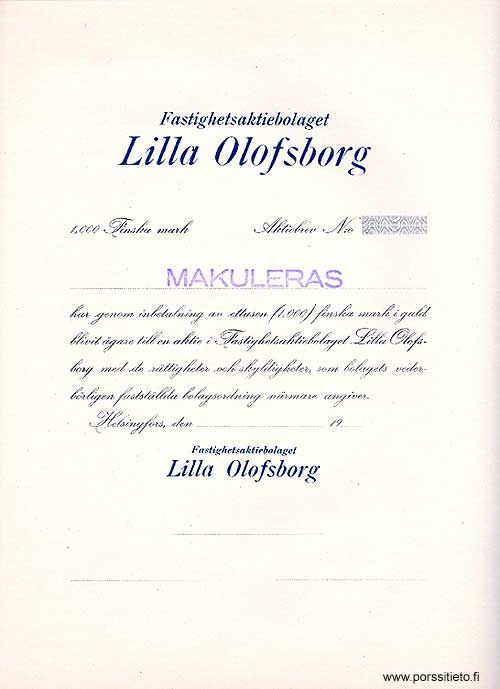 Fastighetsaktiebolaget
Lilla Olofsborg
1,000 Finska mark Aktiebrev N:o
MAKULERAS
har genom inbetalning av ettusen (1,000) finska mark i guld
blivit ägare till en aktie i Fastighetsaktiebolaget Lilla Olofs-
borg med de rättigheter och skyldigheter, som bolagets veder-
börligen fastställda bolagsordning närmare angiver.
Helsingfors, den 19
Fastighetsaktiebolaget
Lilla Olofsborg
www.porssitieto.fi